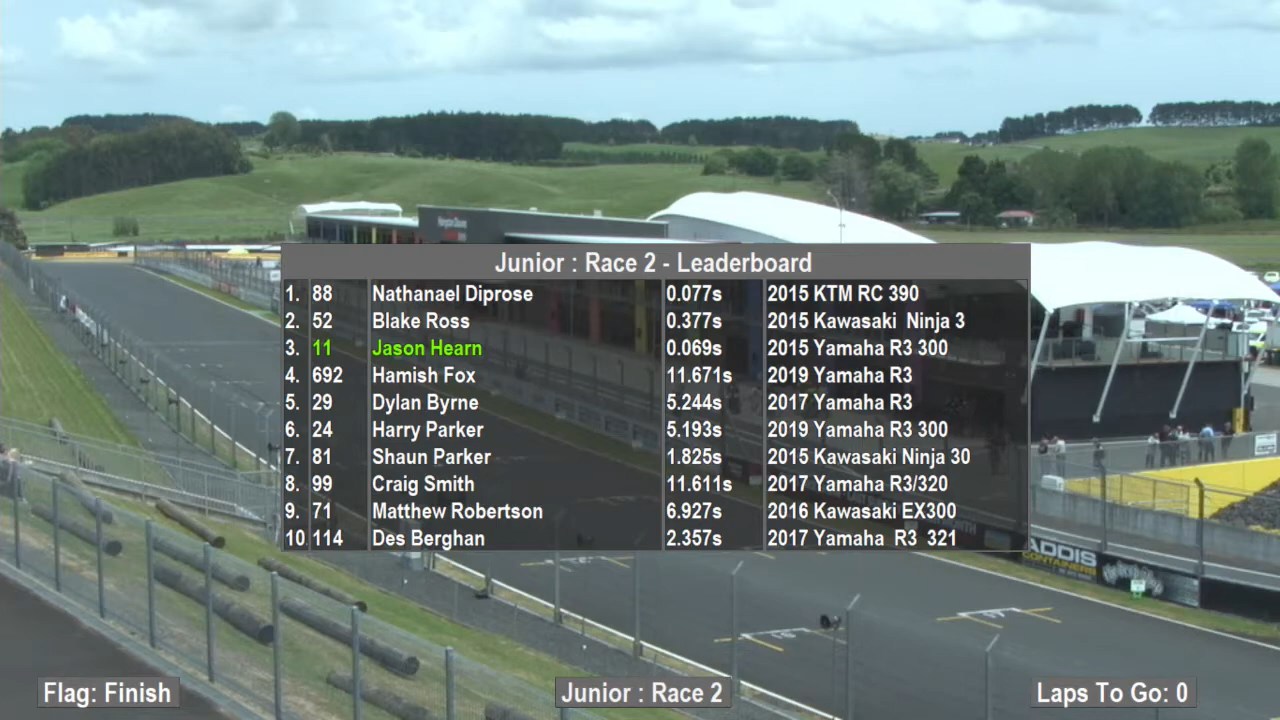 Hampton Downs
Junior : Race 2 - Leaderboard
1. 88 Nathanael Diprose 0.077s 2015 KTM RC 390
2. 52 Blake Ross 0.377s 2015 Kawasaki Ninja 3
3. 11 Jason Hearn 0.069s 2015 Yamaha R3 300
4. 692 Hamish Fox 11.671s 2019 Yamaha R3
5. 29 Dylan Byrne 5.244s 2017 Yamaha R3
6. 24 Harry Parker 5.193s 2019 Yamaha R3 300
7. 81 Shaun Parker 1.825s 2015 Kawasaki Ninja 30
8. 99 Craig Smith 11.611s 2017 Yamaha R3/320
9. 71 Matthew Robertson 6.927s 2016 Kawasaki EX300
10 114 Des Berghan 2.357s 2017 Yamaha R3 321
ADDIS
CONTAINERS
Flag: Finish
Junior : Race 2
Laps To Go: 0